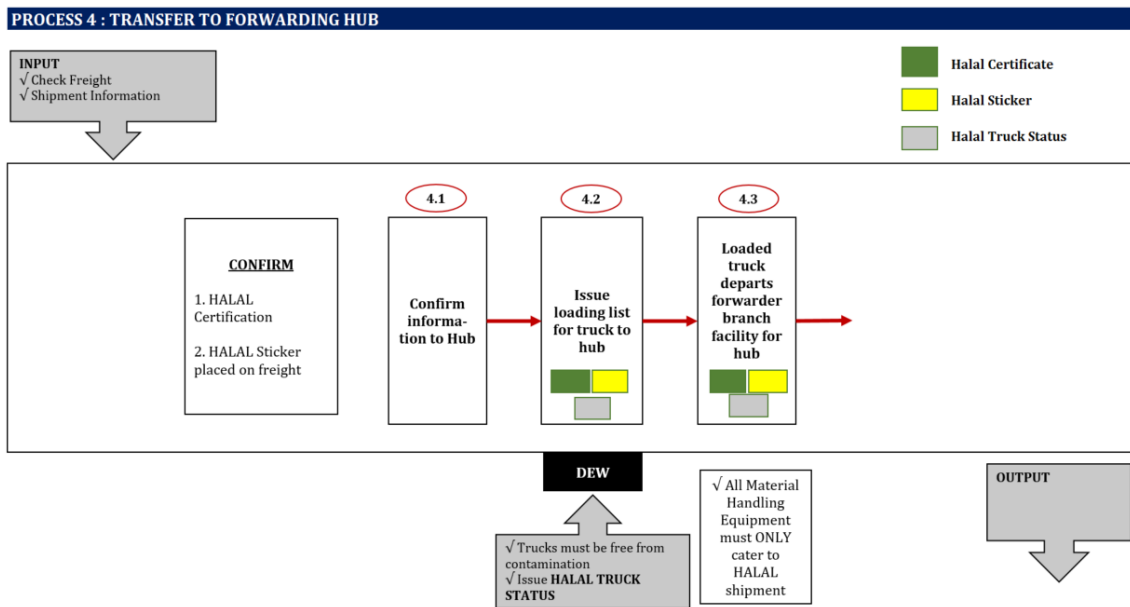 PROCESS 4 : TRANSFER TO FORWARDING HUB
INPUT
√ Check Freight
√ Shipment Information
Halal Certificate
Halal Sticker
Halal Truck Status
CONFIRM
1. HALAL
Certification
2. HALAL Sticker
placed on freight
4.1
Confirm
informa-
tion to Hub
4.2
Issue
loading list
for truck to
hub
4.3
Loaded
truck
departs
forwarder
branch
facility for
hub
DEW
√ Trucks must be free from
contamination
√ Issue HALAL TRUCK
STATUS
√ All Material
Handling
Equipment
must ONLY
cater to
HALAL
shipment
OUTPUT